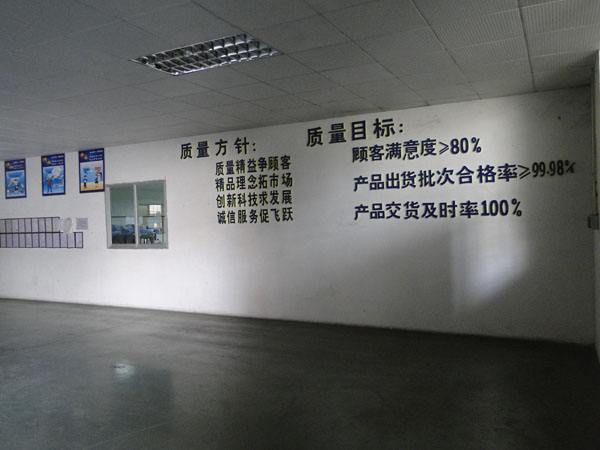 质量方针:
质量精益争顾客
精品理念拓市场
创新科技求发展
诚信服务促飞跃
质量目标:
顾客满意度≥80%
产品出货批次合格率≥99.98%
产品交货及时率100%